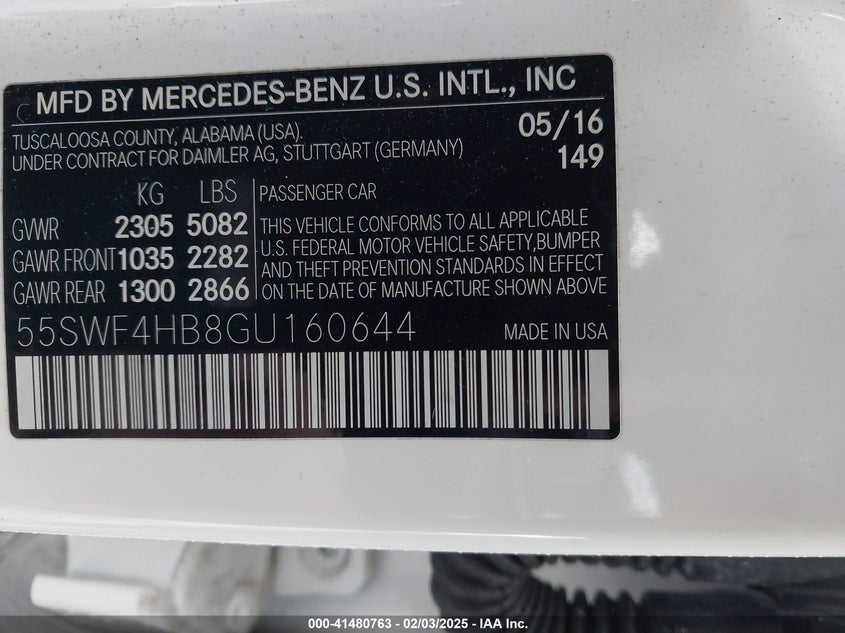 MFD BY MERCEDES-BENZ U.S. INTL., INC
TUSCALOOSA COUNTY, ALABAMA (USA). 05/16
UNDER CONTRACT FOR DAIMLER AG, STUTTGART (GERMANY) 149
KG LBS PASSENGER CAR
GVWR 2305 5082
GAWR FRONT 1035 2282
GAWR REAR 1300 2866
THIS VEHICLE CONFORMS TO ALL APPLICABLE
U.S. FEDERAL MOTOR VEHICLE SAFETY,BUMPER
AND THEFT PREVENTION STANDARDS IN EFFECT
ON THE DATE OF MANUFACTURE SHOWN ABOVE
55SWF4HB8GU160644 MADE IN USA
000-41480763 - 02/03/2025 - © IAA Inc.